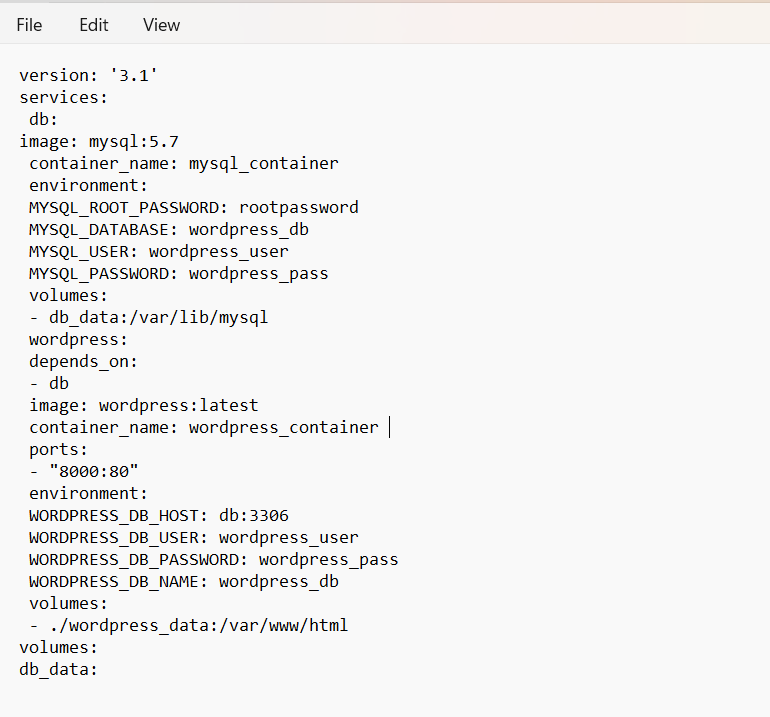 File Edit View
version: '3.1'
services:
 db:
image: mysql:5.7
 container_name: mysql_container
 environment:
 MYSQL_ROOT_PASSWORD: rootpassword
 MYSQL_DATABASE: wordpress_db
 MYSQL_USER: wordpress_user
 MYSQL_PASSWORD: wordpress_pass
 volumes:
 - db_data:/var/lib/mysql
 wordpress:
 depends_on:
 - db
 image: wordpress:latest
 container_name: wordpress_container
 ports:
 - "8000:80"
 environment:
 WORDPRESS_DB_HOST: db:3306
 WORDPRESS_DB_USER: wordpress_user
 WORDPRESS_DB_PASSWORD: wordpress_pass
 WORDPRESS_DB_NAME: wordpress_db
 volumes:
 - ./wordpress_data:/var/www/html
volumes:
db_data: